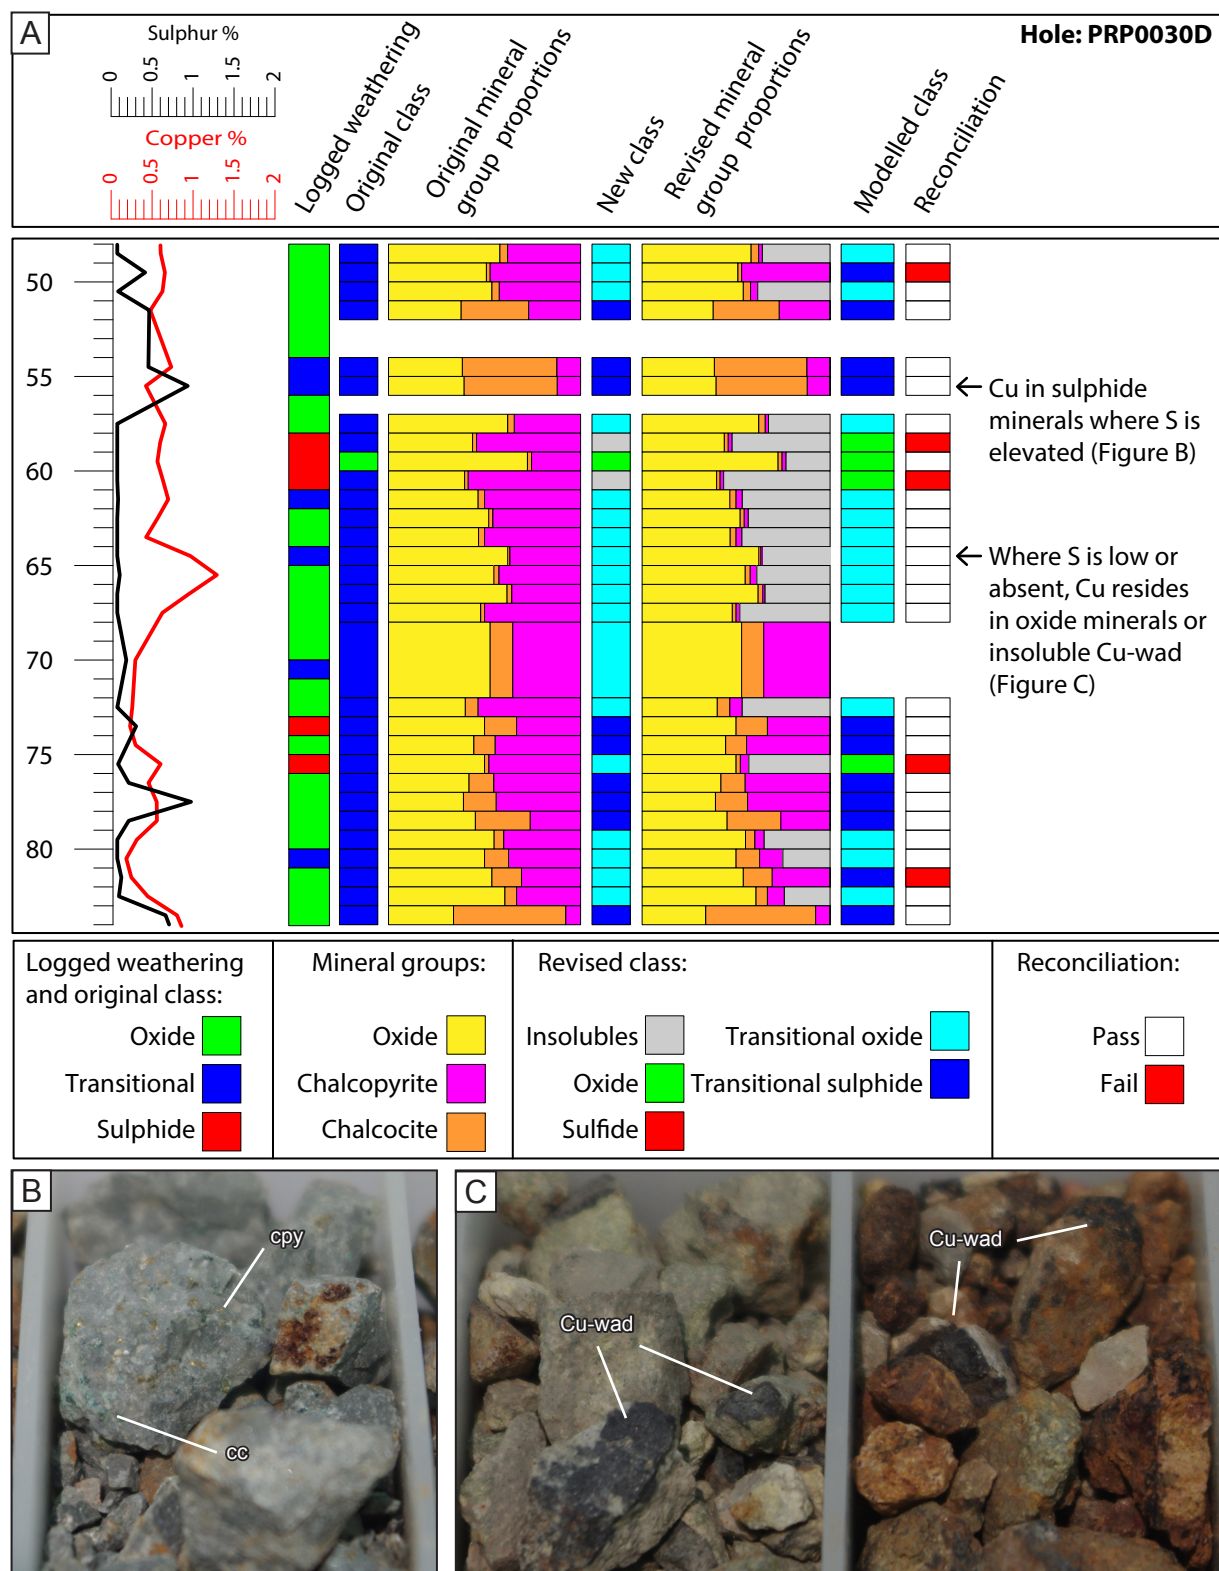 A
Hole: PRP0030D
Sulphur %
0
0.5
1
1.5
2
Copper %
0
0.5
1
1.5
2
Logged weathering
Original class
Original mineral
group proportions
New class
Revised mineral
group proportions
Modelled class
Reconciliation
50
55
60
65
70
75
80
Cu in sulphide
minerals where S is
elevated (Figure B)
Where S is low or
absent, Cu resides
in oxide minerals or
insoluble Cu-wad
(Figure C)
Logged weathering
and original class:
Oxide
Transitional
Sulphide
Mineral groups:
Oxide
Chalcopyrite
Chalcocite
Revised class:
Insolubles
Oxide
Sulfide
Transitional oxide
Transitional sulphide
Reconciliation:
Pass
Fail
B
cpy
cc
C
Cu-wad
Cu-wad